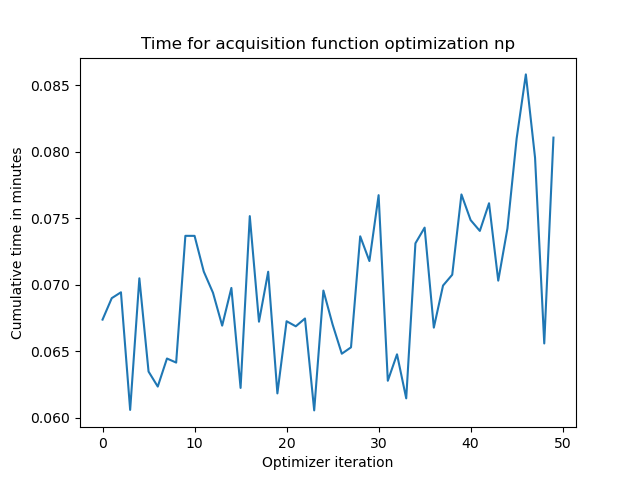 Time for acquisition function optimization np
Cumulative time in minutes
0.085
0.080
0.075
0.070
0.065
0.060
0 10 20 30 40 50
Optimizer iteration